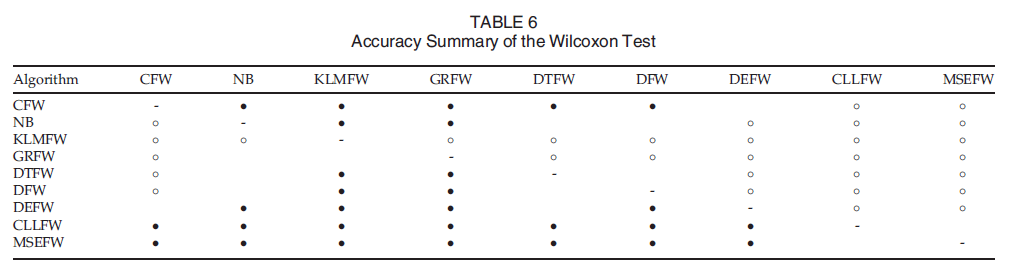 TABLE 6
Accuracy Summary of the Wilcoxon Test
Algorithm CFW NB KLMFW GRFW DTFW DFW DEFW CLLFW MSEFW
CFW - ● ● ● ● ● ○ ○
NB ○ - ● ● ○ ○ ○
KLMFW ○ ○ - ○ ○ ○ ○ ○ ○
GRFW ○ - ○ ○ ○ ○ ○
DTFW ○ ● ● - ○ ○ ○
DFW ○ ● ● - ○ ○ ○
DEFW ● ● ● ● - ○ ○
CLLFW ● ● ● ● ● ● ● -
MSEFW ● ● ● ● ● ● ● -